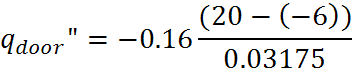 q_door" = −0.16 (20 − (−6)) / 0.03175